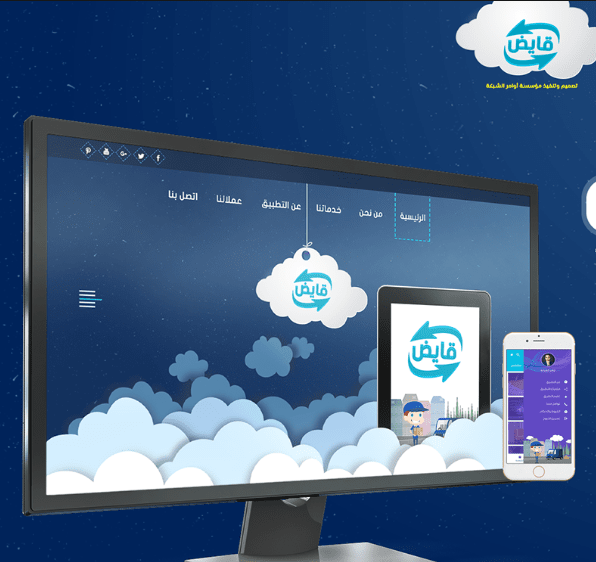 قايض
تصميم وتنفيذ مؤسسة أوامر الشبكة
الرئيسية
من نحن
خدماتنا
عن التطبيق
عملائنا
اتصل بنا
قايض
قايض